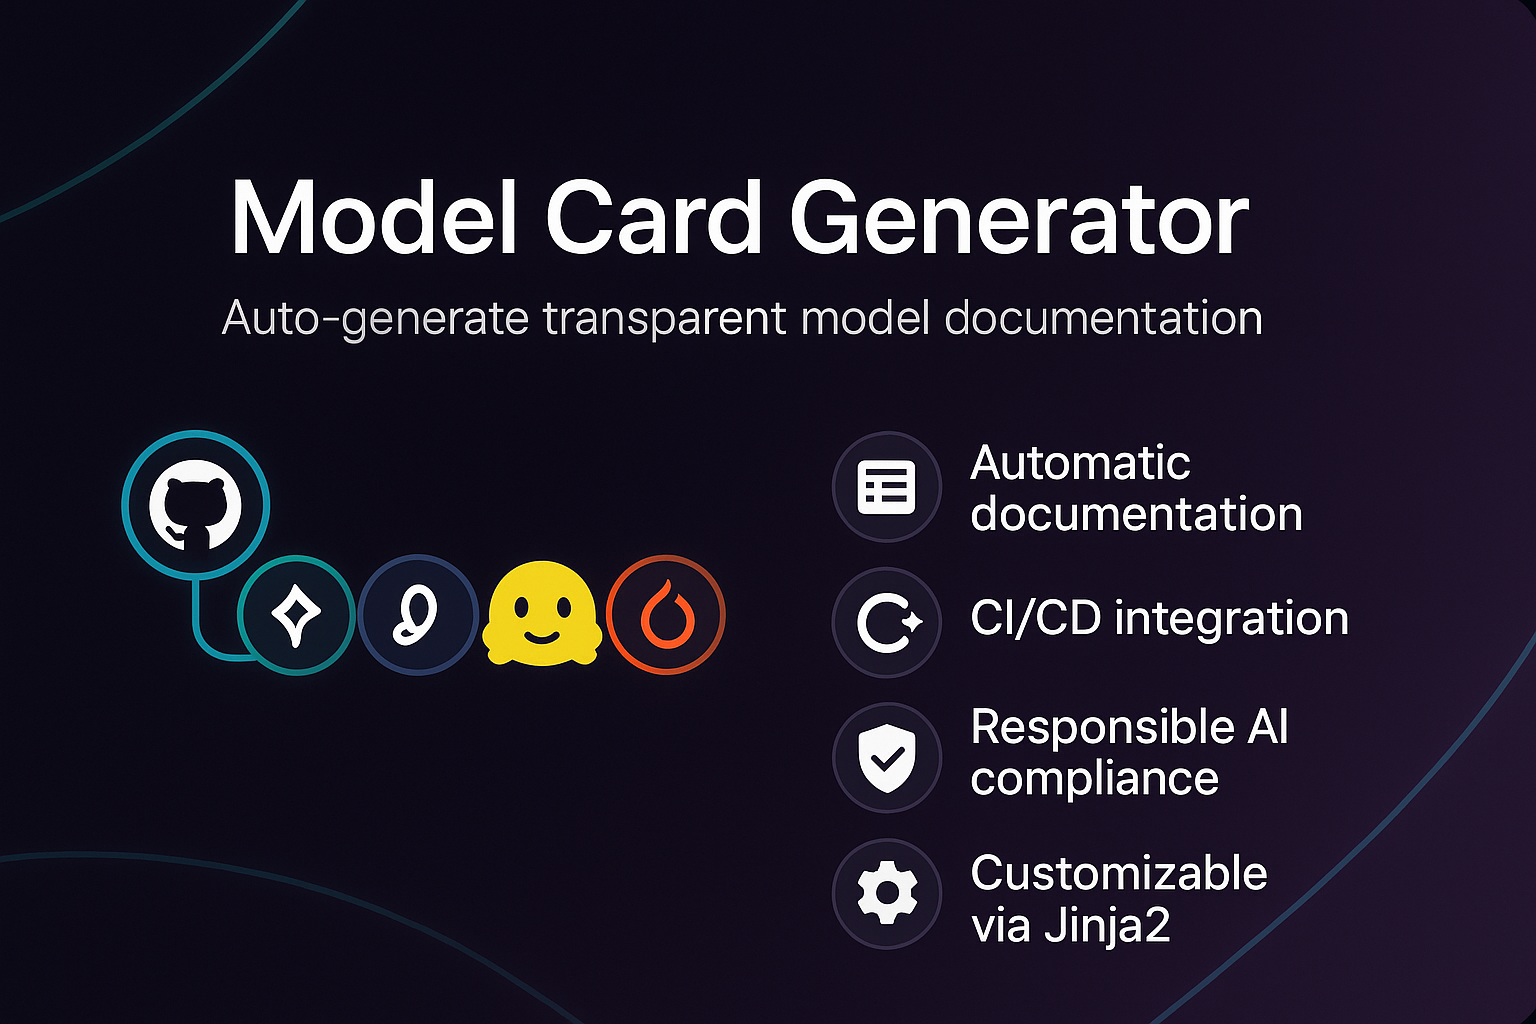 Model Card Generator
Auto-generate transparent model documentation
Automatic
documentation
CI/CD integration
Responsible AI
compliance
Customizable
via Jinja2